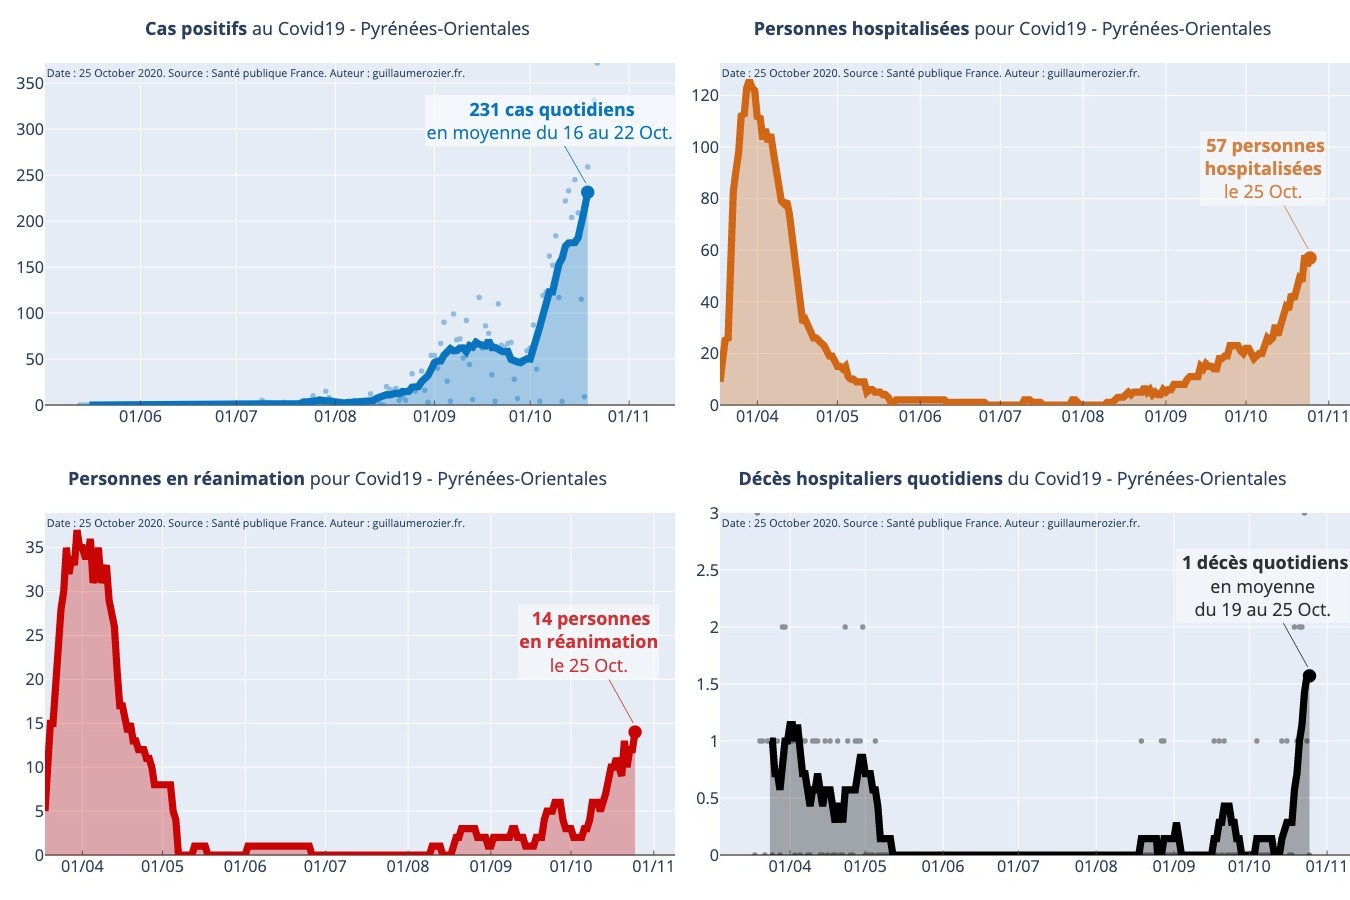 Cas positifs au Covid19 - Pyrénées-Orientales
Date : 25 October 2020. Source : Santé publique France. Auteur : guillaumerozier.fr.
350
300
250
200
150
100
50
0
231 cas quotidiens
en moyenne du 16 au 22 Oct.
01/06 01/07 01/08 01/09 01/10 01/11
Personnes hospitalisées pour Covid19 - Pyrénées-Orientales
Date : 25 October 2020. Source : Santé publique France. Auteur : guillaumerozier.fr.
120
100
80
60
40
20
0
57 personnes
hospitalisées
le 25 Oct.
01/04 01/05 01/06 01/07 01/08 01/09 01/10 01/11
Personnes en réanimation pour Covid19 - Pyrénées-Orientales
Date : 25 October 2020. Source : Santé publique France. Auteur : guillaumerozier.fr.
35
30
25
20
15
10
5
0
14 personnes
en réanimation
le 25 Oct.
01/04 01/05 01/06 01/07 01/08 01/09 01/10 01/11
Décès hospitaliers quotidiens du Covid19 - Pyrénées-Orientales
3
Date : 25 October 2020. Source : Santé publique France. Auteur : guillaumerozier.fr.
2.5
2
1.5
1
0.5
0
1 décès quotidiens
en moyenne
du 19 au 25 Oct.
01/04 01/05 01/06 01/07 01/08 01/09 01/10 01/11